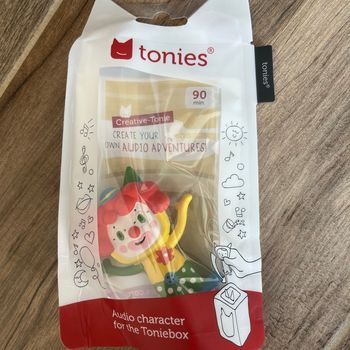 tonies®
tonies®
90
min
Creative-Tonie
CREATE YOUR
OWN AUDIO ADVENTURES!
Audio character
for the Toniebox